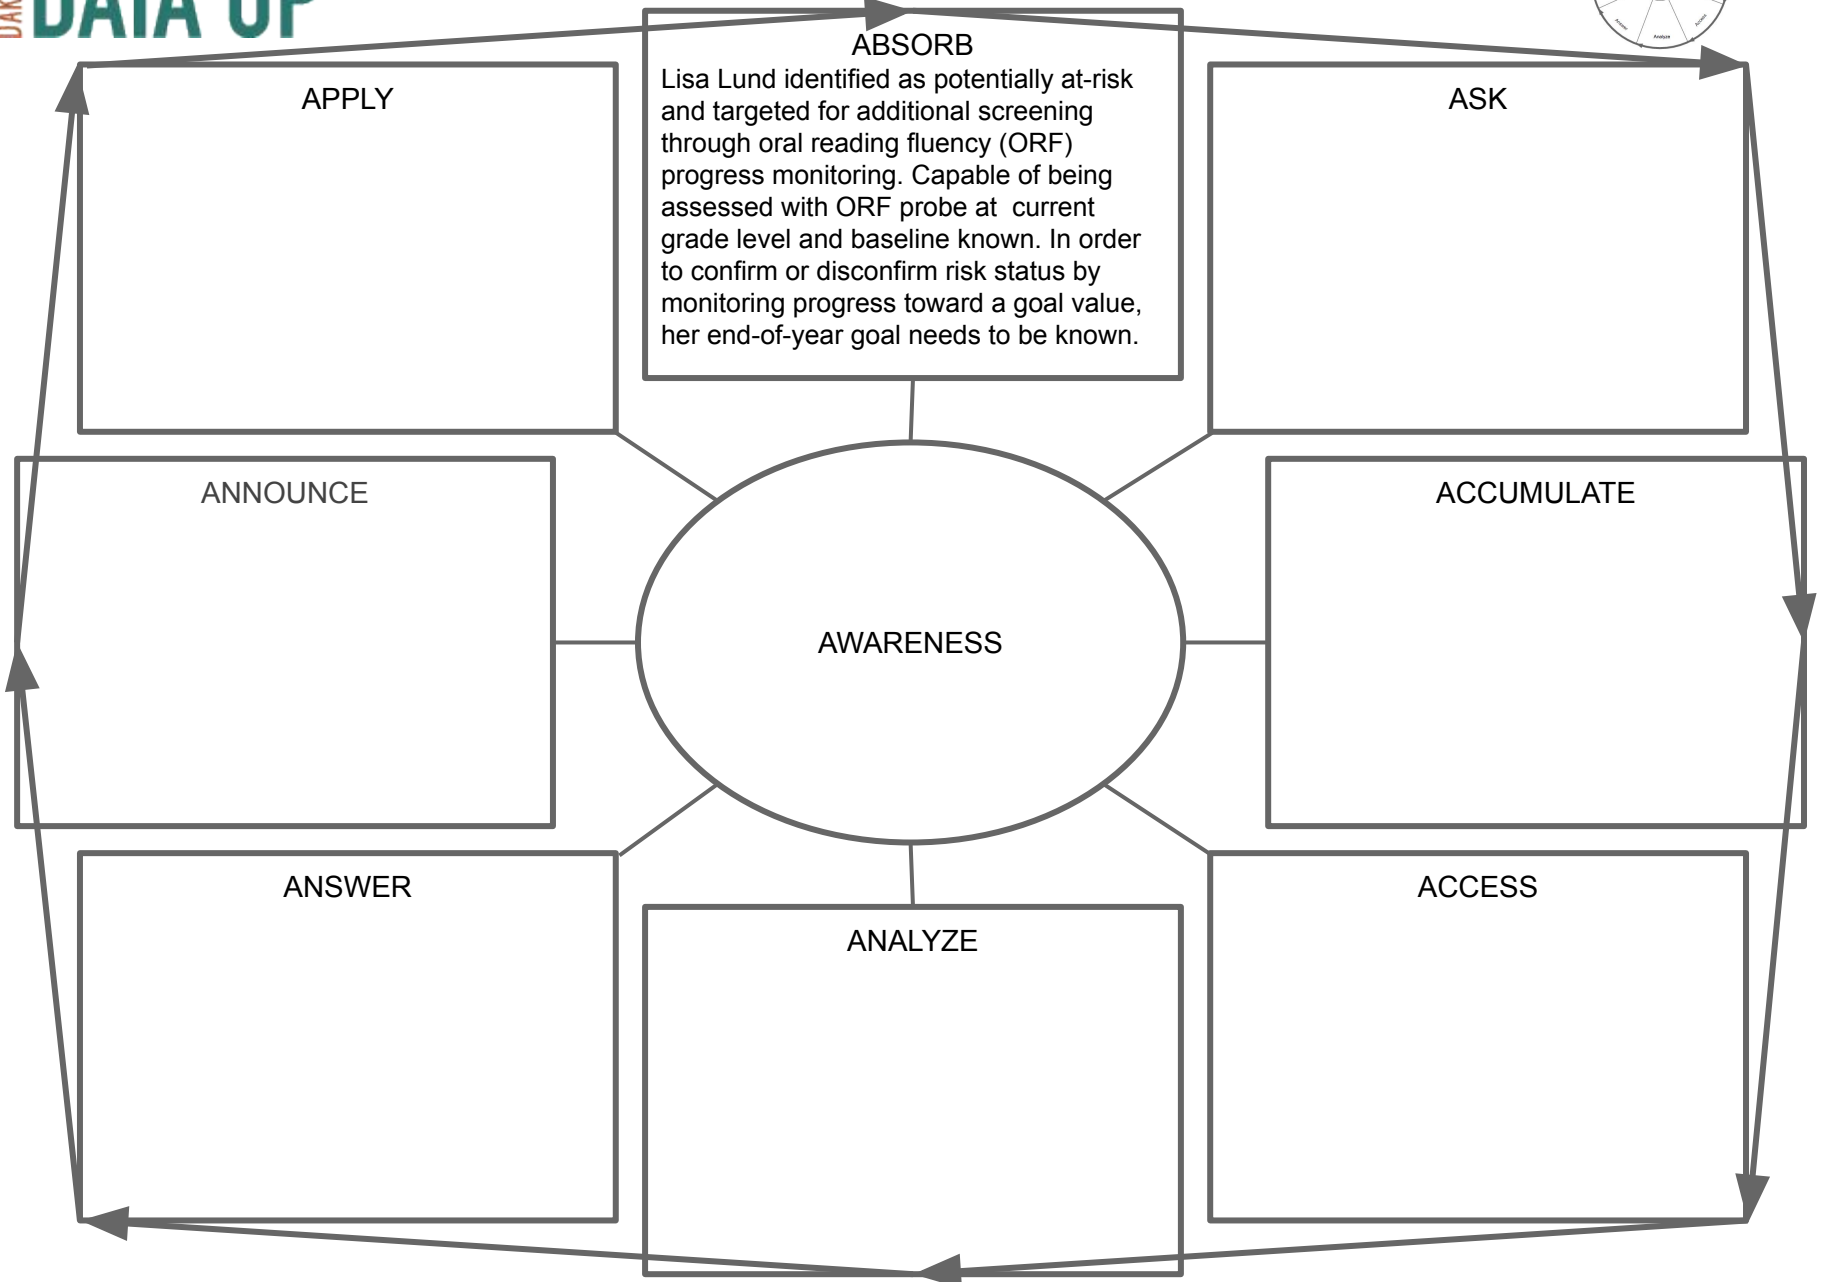 DATA UP
ABSORB
Lisa Lund identified as potentially at-risk
and targeted for additional screening
through oral reading fluency (ORF)
progress monitoring. Capable of being
assessed with ORF probe at current
grade level and baseline known. In order
to confirm or disconfirm risk status by
monitoring progress toward a goal value,
her end-of-year goal needs to be known.
APPLY
ASK
ANNOUNCE
ACCUMULATE
AWARENESS
ANSWER
ACCESS
ANALYZE
Answer
Analyze
Access